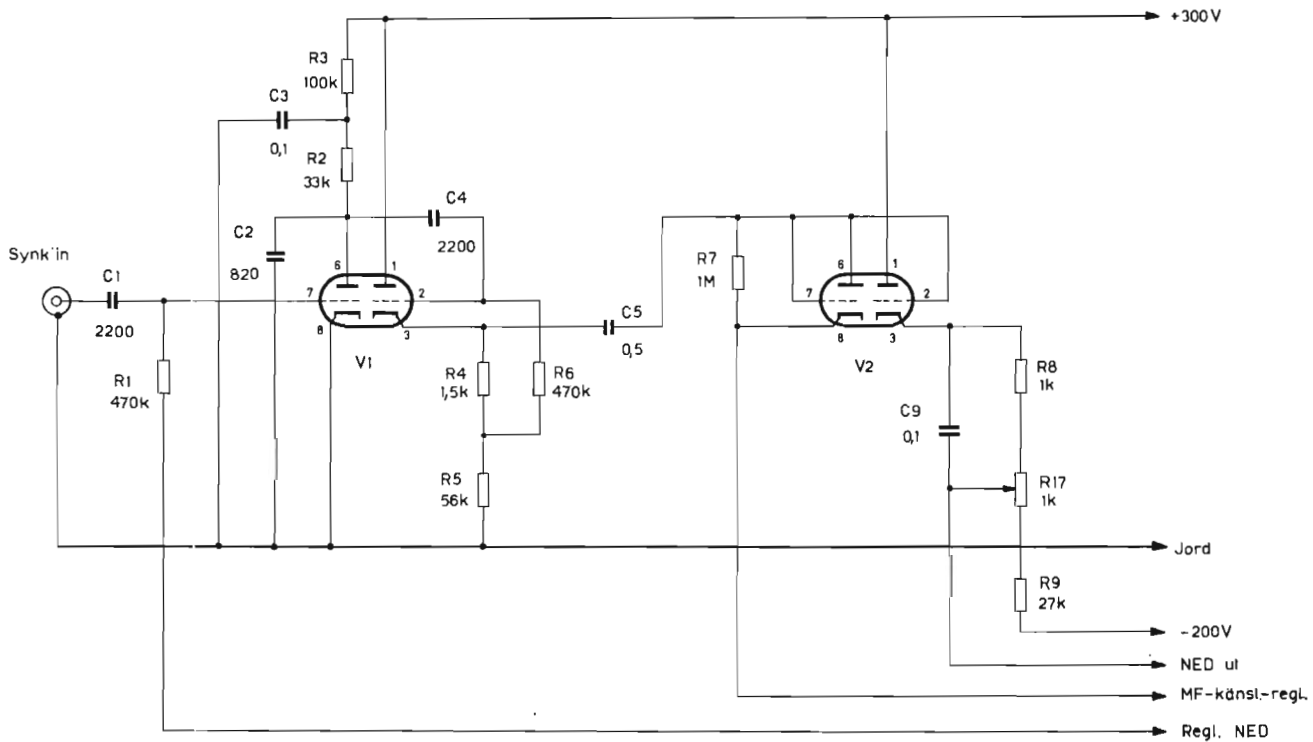 +300V
R3
100k
C3
0,1
R2
33k
C4
2200
C2
820
Synk in
C1
2200
R1
470k
6
1
7
2
8
3
V1
R4
1,5k
R6
470k
R5
56k
C5
0,5
R7
1M
6
1
7
2
8
3
V2
R8
1k
C9
0,1
R17
1k
R9
27k
Jord
-200V
NED ut
MF-känsl.-regl.
Regl. NED